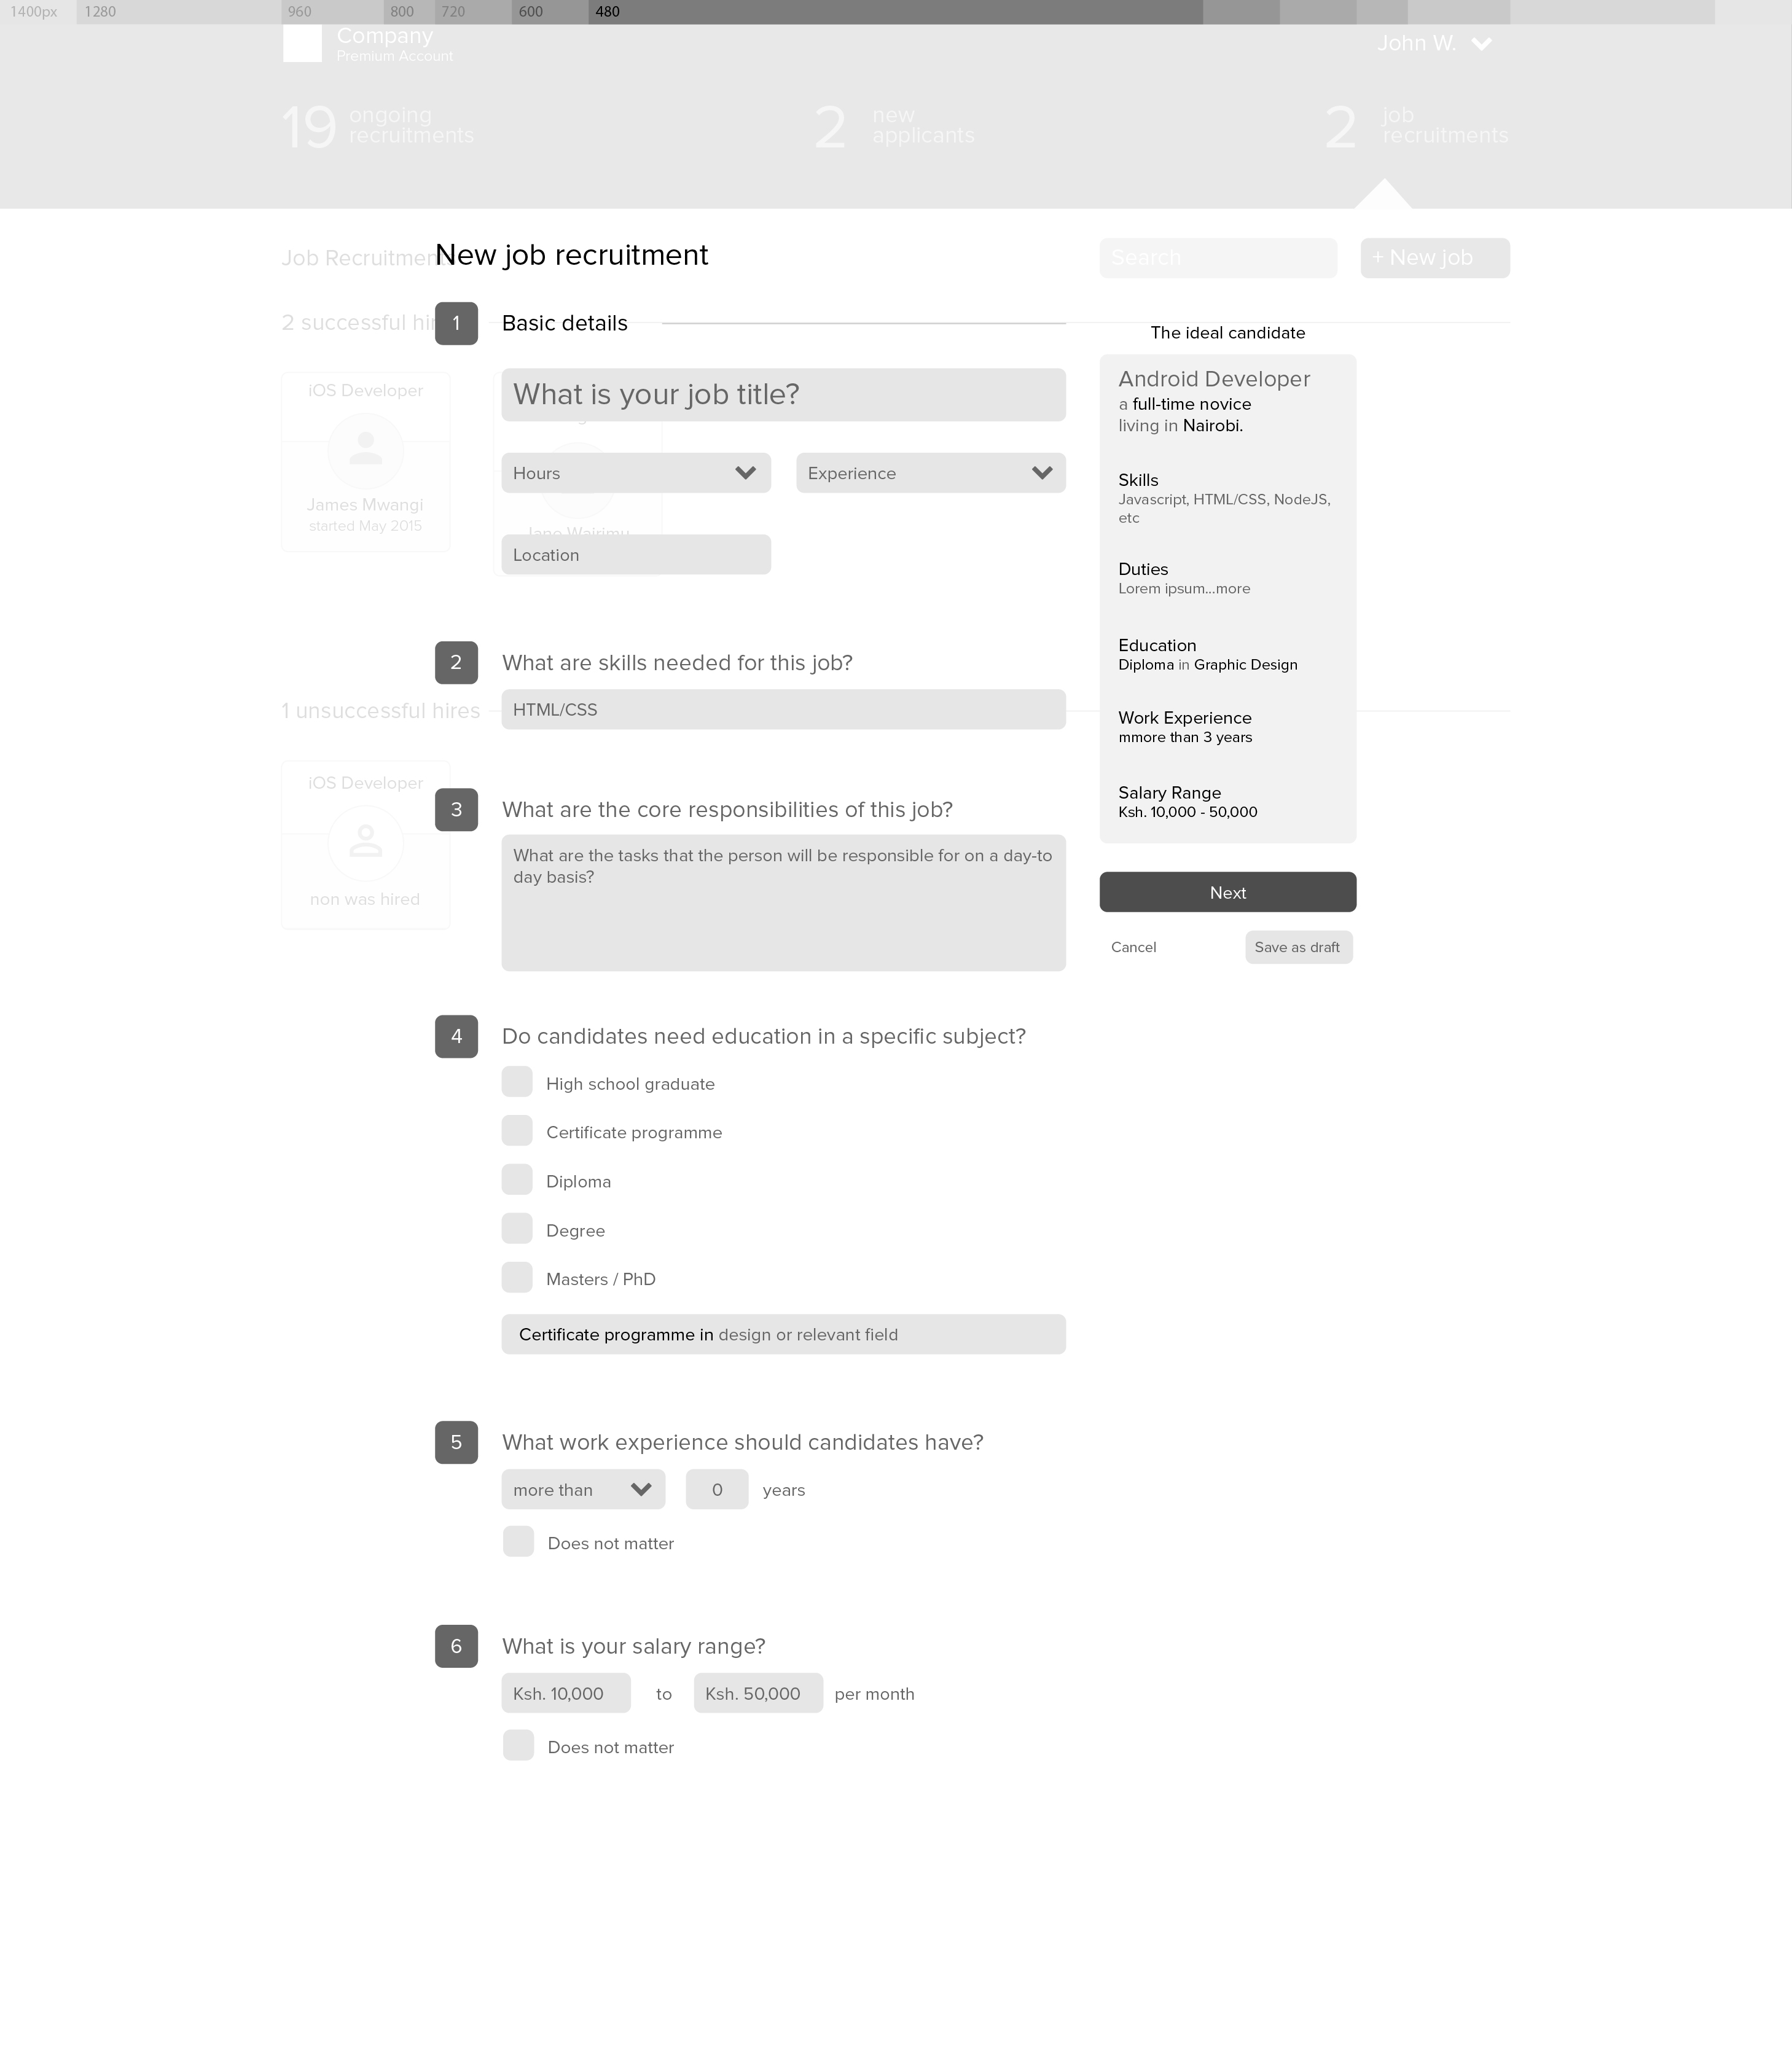 1400px 1280 960 800 720 600 480
Company
Premium Account
John W.
19 ongoing
recruitments
2 new
applicants
2 job
recruitments
Job Recruitment
New job recruitment
Search
+ New job
2 successful
1 Basic details
iOS Developer
James Mwangi
started May 2015
What is your job title?
Hours
Experience
Jane Wairimu
Location
2 What are skills needed for this job?
HTML/CSS
1 unsuccessful hires
iOS Developer
non was hired
3 What are the core responsibilities of this job?
What are the tasks that the person will be responsible for on a day-to
day basis?
4 Do candidates need education in a specific subject?
High school graduate
Certificate programme
Diploma
Degree
Masters / PhD
Certificate programme in design or relevant field
5 What work experience should candidates have?
more than 0 years
Does not matter
6 What is your salary range?
Ksh. 10,000 to Ksh. 50,000 per month
Does not matter
The ideal candidate
Android Developer
a full-time novice
living in Nairobi.
Skills
Javascript, HTML/CSS, NodeJS,
etc
Duties
Lorem ipsum...more
Education
Diploma in Graphic Design
Work Experience
mmore than 3 years
Salary Range
Ksh. 10,000 - 50,000
Next
Cancel
Save as draft